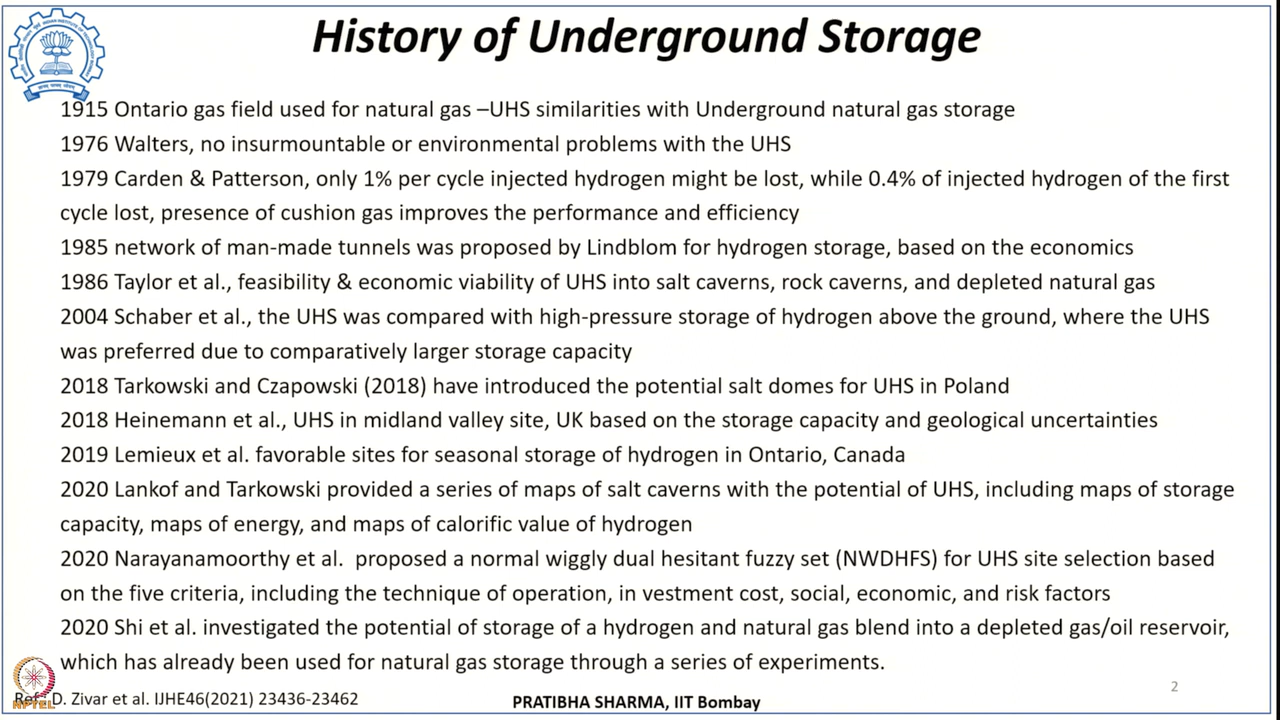 History of Underground Storage
1915 Ontario gas field used for natural gas –UHS similarities with Underground natural gas storage
1976 Walters, no insurmountable or environmental problems with the UHS
1979 Carden & Patterson, only 1% per cycle injected hydrogen might be lost, while 0.4% of injected hydrogen of the first
cycle lost, presence of cushion gas improves the performance and efficiency
1985 network of man-made tunnels was proposed by Lindblom for hydrogen storage, based on the economics
1986 Taylor et al., feasibility & economic viability of UHS into salt caverns, rock caverns, and depleted natural gas
2004 Schaber et al., the UHS was compared with high-pressure storage of hydrogen above the ground, where the UHS
was preferred due to comparatively larger storage capacity
2018 Tarkowski and Czapowski (2018) have introduced the potential salt domes for UHS in Poland
2018 Heinemann et al., UHS in midland valley site, UK based on the storage capacity and geological uncertainties
2019 Lemieux et al. favorable sites for seasonal storage of hydrogen in Ontario, Canada
2020 Lankof and Tarkowski provided a series of maps of salt caverns with the potential of UHS, including maps of storage
capacity, maps of energy, and maps of calorific value of hydrogen
2020 Narayanamoorthy et al. proposed a normal wiggly dual hesitant fuzzy set (NWDHFS) for UHS site selection based
on the five criteria, including the technique of operation, in vestment cost, social, economic, and risk factors
2020 Shi et al. investigated the potential of storage of a hydrogen and natural gas blend into a depleted gas/oil reservoir,
which has already been used for natural gas storage through a series of experiments.
2
Ref: D. Zivar et al. IJHE46(2021) 23436-23462
PRATIBHA SHARMA, IIT Bombay
NPTEL